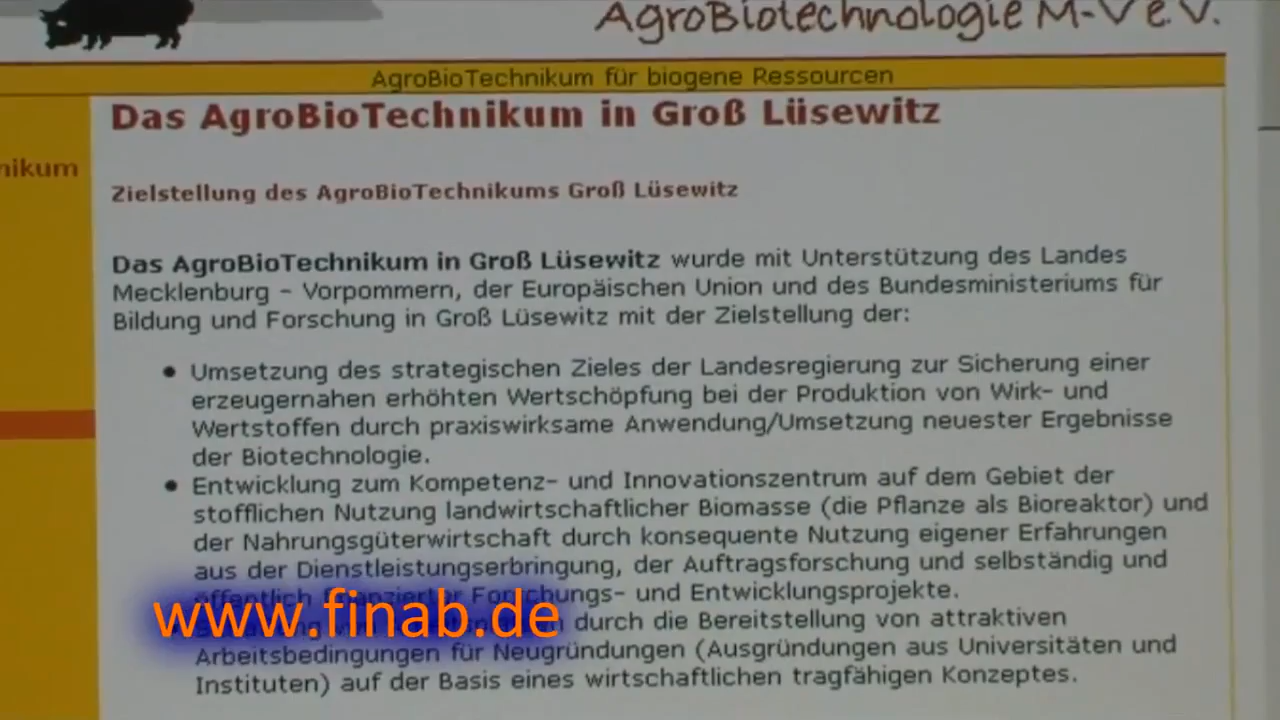 AgroBiotechnologie M-V e.V.
AgroBioTechnikum für biogene Ressourcen
Das AgroBioTechnikum in Groß Lüsewitz
nikum
Zielstellung des AgroBioTechnikums Groß Lüsewitz
Das AgroBioTechnikum in Groß Lüsewitz wurde mit Unterstützung des Landes
Mecklenburg - Vorpommern, der Europäischen Union und des Bundesministeriums für
Bildung und Forschung in Groß Lüsewitz mit der Zielstellung der:
• Umsetzung des strategischen Zieles der Landesregierung zur Sicherung einer
erzeugernahen erhöhten Wertschöpfung bei der Produktion von Wirk- und
Wertstoffen durch praxiswirksame Anwendung/Umsetzung neuester Ergebnisse
der Biotechnologie.
• Entwicklung zum Kompetenz- und Innovationszentrum auf dem Gebiet der
stofflichen Nutzung landwirtschaftlicher Biomasse (die Pflanze als Bioreaktor) und
der Nahrungsgüterwirtschaft durch konsequente Nutzung eigener Erfahrungen
aus der Dienstleistungserbringung, der Auftragsforschung und selbständig und
öffentlich finanzierter Forschungs- und Entwicklungsprojekte.
www.finab.de
durch die Bereitstellung von attraktiven
Arbeitsbedingungen für Neugründungen (Ausgründungen aus Universitäten und
Instituten) auf der Basis eines wirtschaftlichen tragfähigen Konzeptes.